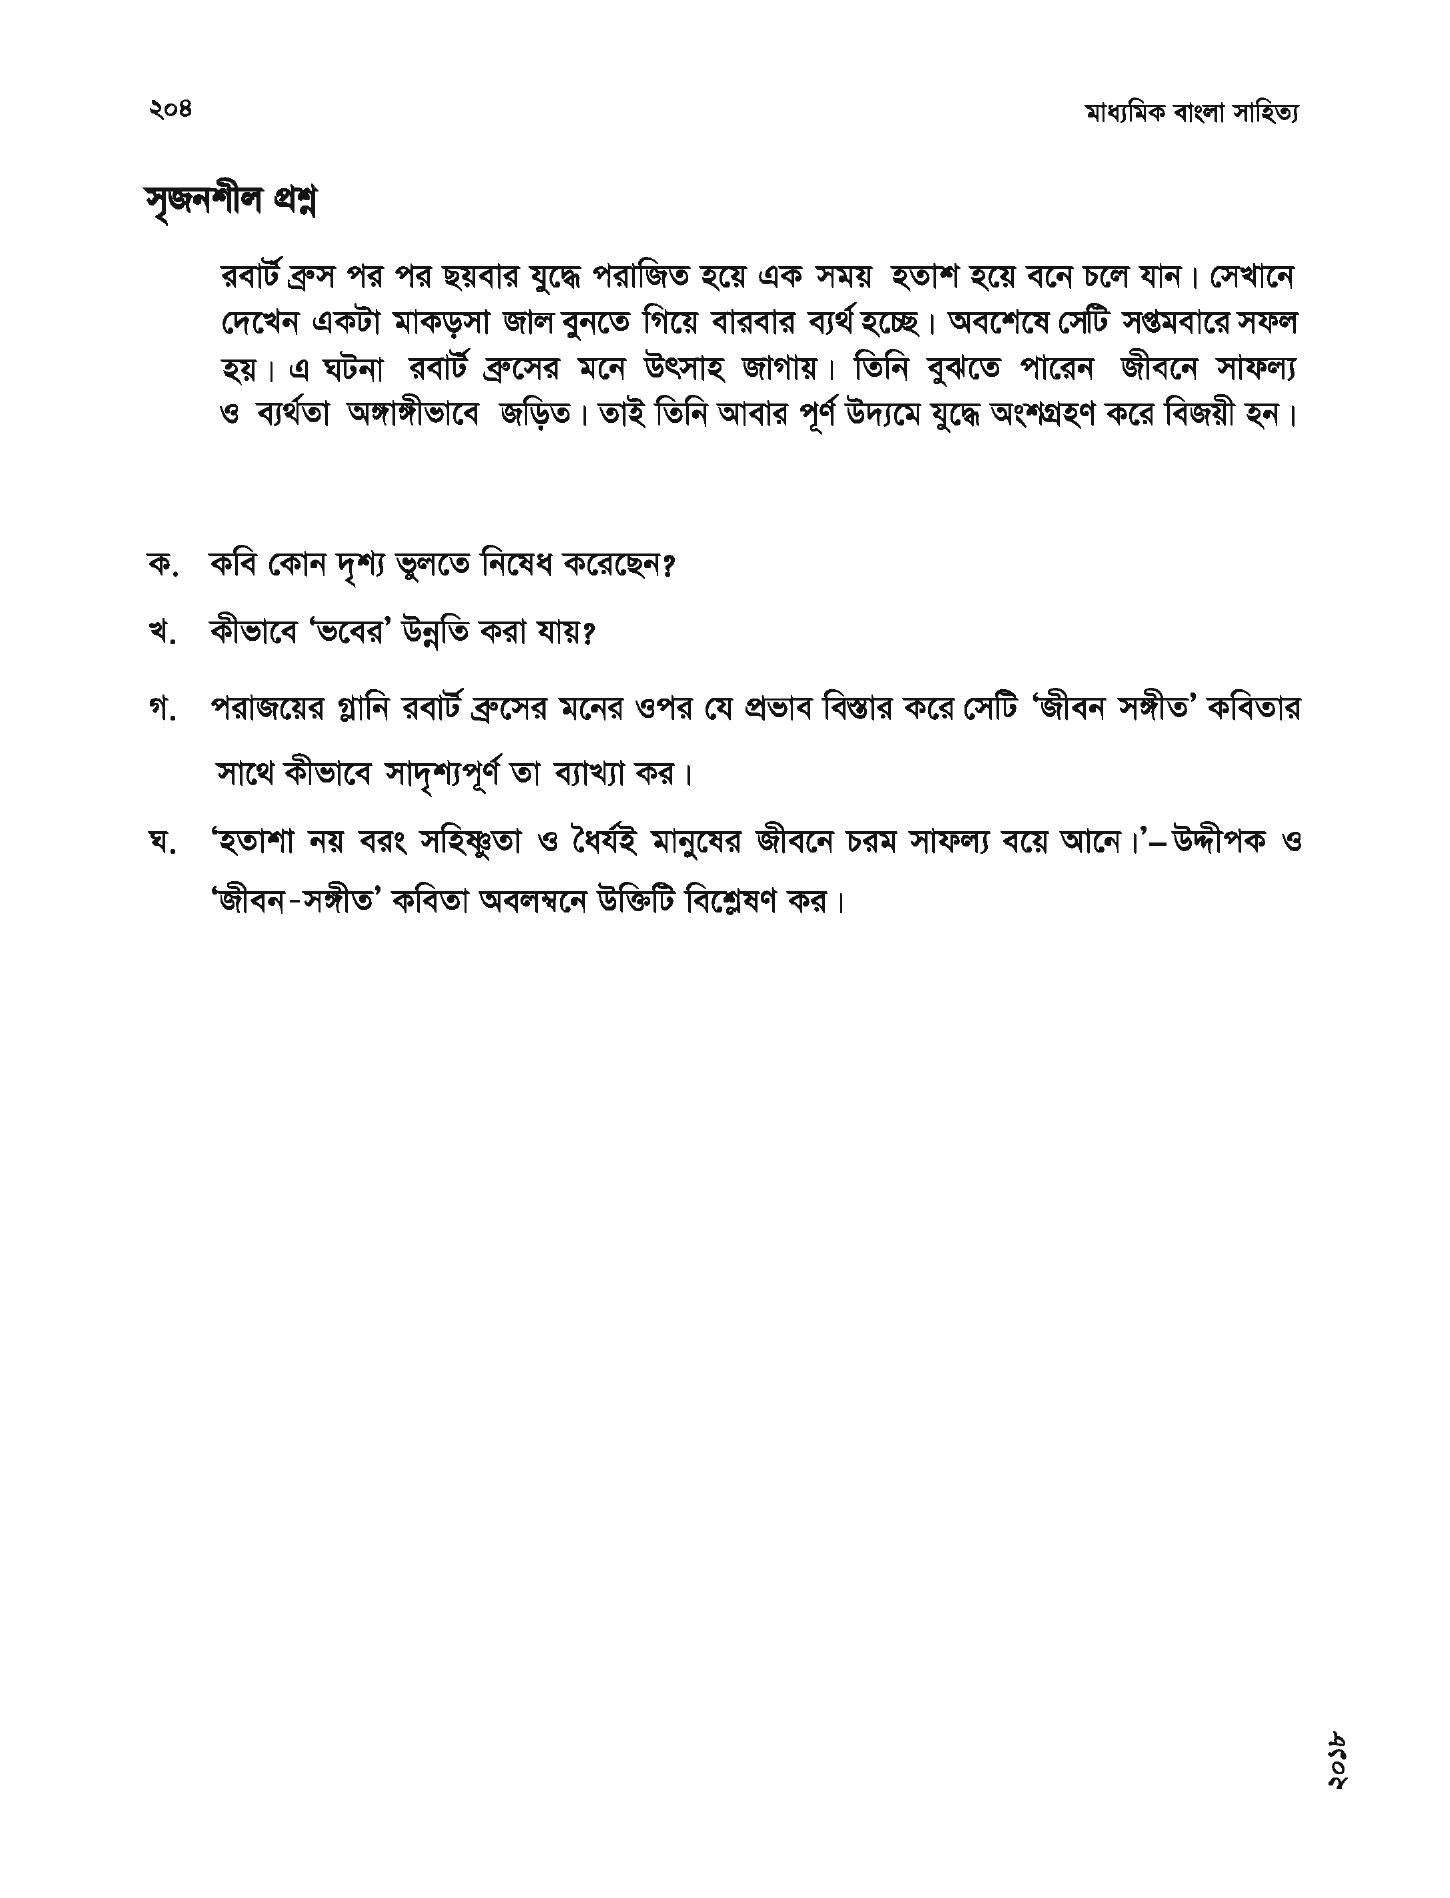 ২০৪
মাধ্যমিক বাংলা সাহিত্য
সৃজনশীল প্রশ্ন
রবার্ট ব্রুস পর পর ছয়বার যুদ্ধে পরাজিত হয়ে এক সময় হতাশ হয়ে বনে চলে যান। সেখানে
দেখেন একটা মাকড়সা জাল বুনতে গিয়ে বারবার ব্যর্থ হচ্ছে। অবশেষে সেটি সপ্তমবারে সফল
হয়। এ ঘটনা রবার্ট ব্রুসের মনে উৎসাহ জাগায়। তিনি বুঝতে পারেন জীবনে সাফল্য
ও ব্যর্থতা অঙ্গাঙ্গীভাবে জড়িত। তাই তিনি আবার পূর্ণ উদ্যমে যুদ্ধে অংশগ্রহণ করে বিজয়ী হন।
ক. কবি কোন দৃশ্য ভুলতে নিষেধ করেছেন?
খ. কীভাবে ‘ভবের’ উন্নতি করা যায়?
গ. পরাজয়ের গ্লানি রবার্ট ব্রুসের মনের ওপর যে প্রভাব বিস্তার করে সেটি ‘জীবন সঙ্গীত’ কবিতার
সাথে কীভাবে সাদৃশ্যপূর্ণ তা ব্যাখ্যা কর।
ঘ. ‘হতাশা নয় বরং সহিষ্ণুতা ও ধৈর্যই মানুষের জীবনে চরম সাফল্য বয়ে আনে।’–উদ্দীপক ও
‘জীবন-সঙ্গীত’ কবিতা অবলম্বনে উক্তিটি বিশ্লেষণ কর।
২০১৮